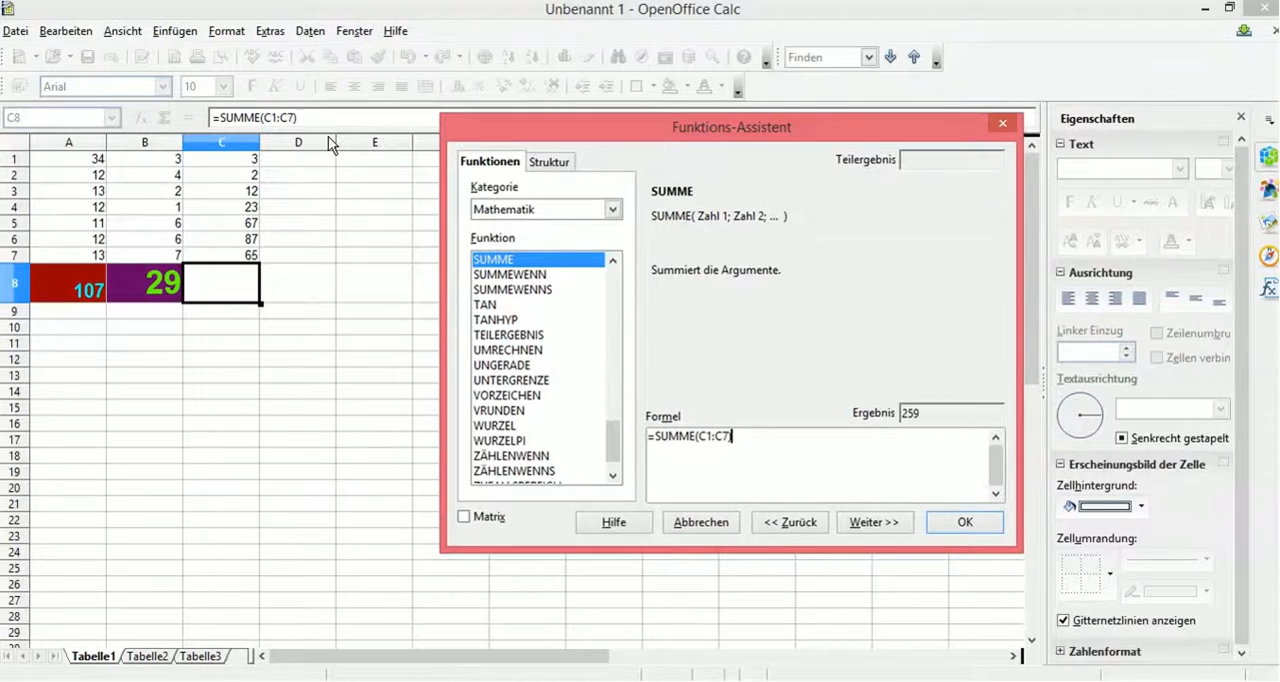 Unbenannt 1 - OpenOffice Calc
Datei Bearbeiten Ansicht Einfügen Format Extras Daten Fenster Hilfe
Finden
Arial 10 F K U
C8 =SUMME(C1:C7)
A B C D E
1 34 3 3
2 12 4 2
3 13 2 12
4 12 1 23
5 11 6 67
6 12 6 87
7 13 7 65
8 107 29
9
10
11
12
13
14
15
16
17
18
19
20
21
22
23
24
25
26
27
28
29
Tabelle1 Tabelle2 Tabelle3
Funktions-Assistent
Funktionen Struktur
Teilergebnis
Kategorie
Mathematik
Funktion
SUMME
SUMMEWENN
SUMMEWENNS
TAN
TANHYP
TEILERGEBNIS
UMRECHNEN
UNGERADE
UNTERGRENZE
VORZEICHEN
VRUNDEN
WURZEL
WURZELPI
ZÄHLENWENN
ZÄHLENWENNS
SUMME
SUMME( Zahl 1; Zahl 2; ... )
Summiert die Argumente.
Formel
Ergebnis 259
=SUMME(C1:C7)
Matrix
Hilfe Abbrechen << Zurück Weiter >> OK
Eigenschaften
Text
F K U ABC A
Ausrichtung
Linker Einzug
Zeilenumbru
Zellen verbin
Textausrichtung
Senkrecht gestapelt
Erscheinungsbild der Zelle
Zellhintergrund:
Zellumrandung:
Gitternetzlinien anzeigen
Zahlenformat